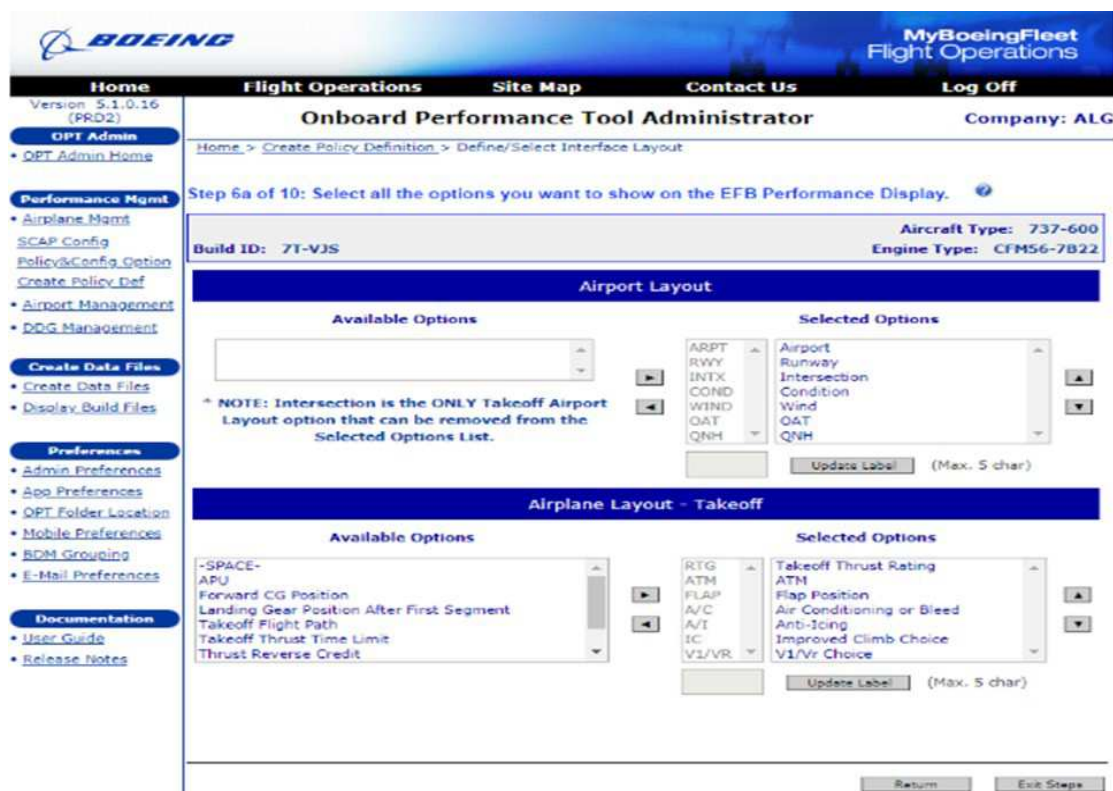 BOEING
MyBoeingFleet
Flight Operations
Home Flight Operations Site Map Contact Us Log Off
Version 5.1.0.16
(PRD2)
Onboard Performance Tool Administrator
Company: ALG
OPT Admin
• OPT Admin Home
Home > Create Policy Definition > Define/Select Interface Layout
Performance Mgmt
• Airplane Mgmt
SCAP Config
Policy&Config Option
Create Policy Def
• Airport Management
• DDG Management
Create Data Files
• Create Data Files
• Display Build Files
Preferences
• Admin Preferences
• App Preferences
• OPT Folder Location
• Mobile Preferences
• BDM Grouping
• E-Mail Preferences
Documentation
• User Guide
• Release Notes
Step 6a of 10: Select all the options you want to show on the EFB Performance Display.
Aircraft Type: 737-600
Build ID: 7T-VJS
Engine Type: CFM56-7B22
Airport Layout
Available Options
Selected Options
ARPT Airport
RWY Runway
INTX Intersection
COND Condition
WIND Wind
OAT OAT
QNH QNH
* NOTE: Intersection is the ONLY Takeoff Airport
Layout option that can be removed from the
Selected Options List.
Update Label (Max. 5 char)
Airplane Layout - Takeoff
Available Options
Selected Options
-SPACE-
APU
Forward CG Position
Landing Gear Position After First Segment
Takeoff Flight Path
Takeoff Thrust Time Limit
Thrust Reverse Credit
RTG Takeoff Thrust Rating
ATM ATM
FLAP Flap Position
A/C Air Conditioning or Bleed
A/I Anti-Icing
IC Improved Climb Choice
V1/VR V1/Vr Choice
Update Label (Max. 5 char)
Return Exit Steps